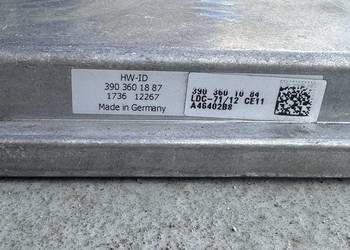 HW-ID
390 360 18 87
1736 12267
Made in Germany
390 360 10 84
LDC-71/12 CE11
A46402B8